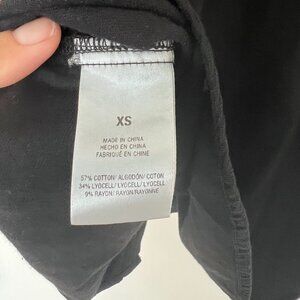 XS
MADE IN CHINA
HECHO EN CHINA
FABRIQUÉ EN CHINE
57% COTTON/ ALGODÓN/ COTON
34% LYOCELL/ LYOCELL/ LYOCELL
9% RAYON/ RAYON/RAYONNE